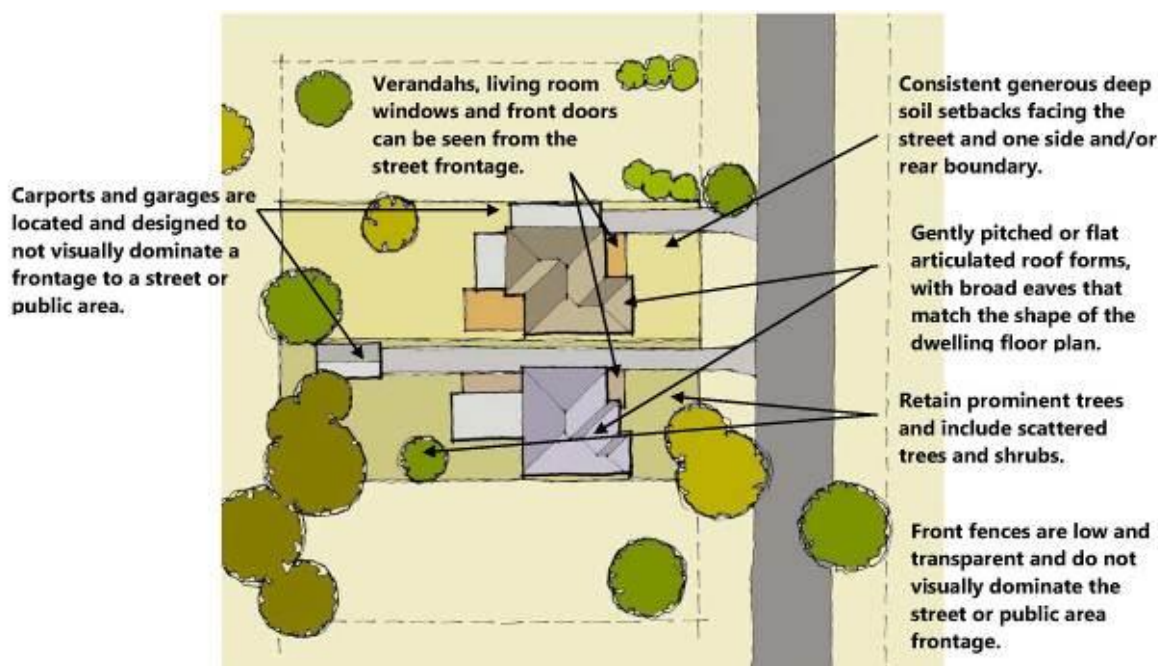 Verandahs, living room
windows and front doors
can be seen from the
street frontage.
Consistent generous deep
soil setbacks facing the
street and one side and/or
rear boundary.
Carports and garages are
located and designed to
not visually dominate a
frontage to a street or
public area.
Gently pitched or flat
articulated roof forms,
with broad eaves that
match the shape of the
dwelling floor plan.
Retain prominent trees
and include scattered
trees and shrubs.
Front fences are low and
transparent and do not
visually dominate the
street or public area
frontage.